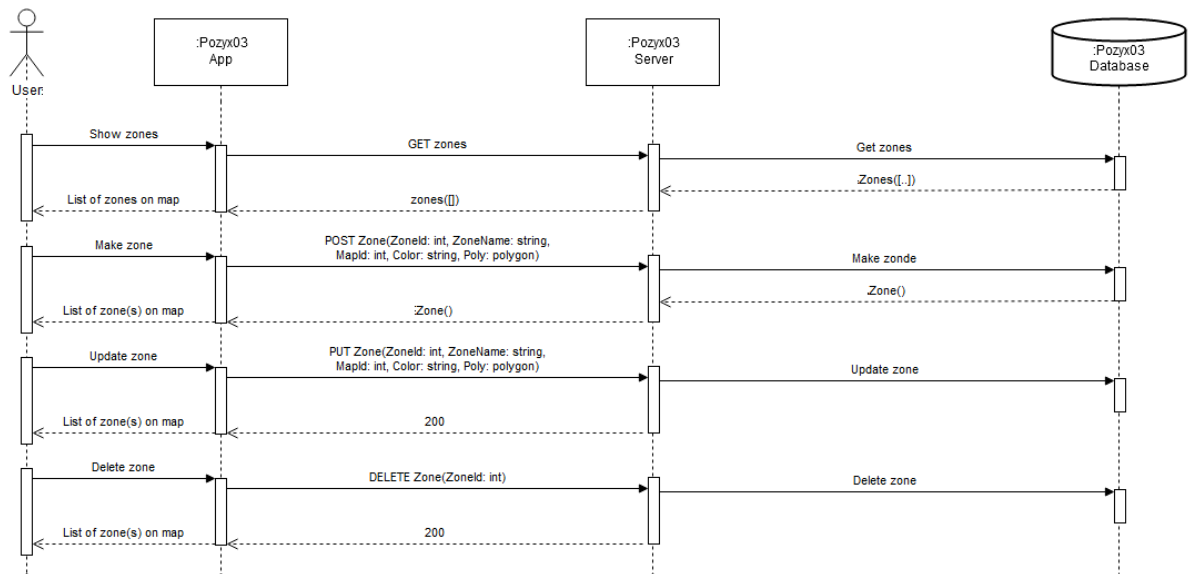 :Pozyx03
App
:Pozyx03
Server
:Pozyx03
Database
User:
Show zones
GET zones
Get zones
:Zones([..])
zones([])
List of zones on map
Make zone
POST Zone(ZoneId: int, ZoneName: string,
MapId: int, Color: string, Poly: polygon)
Make zonde
:Zone()
:Zone()
List of zone(s) on map
Update zone
PUT Zone(ZoneId: int, ZoneName: string,
MapId: int, Color: string, Poly: polygon)
Update zone
200
List of zone(s) on map
Delete zone
DELETE Zone(ZoneId: int)
Delete zone
200
List of zone(s) on map